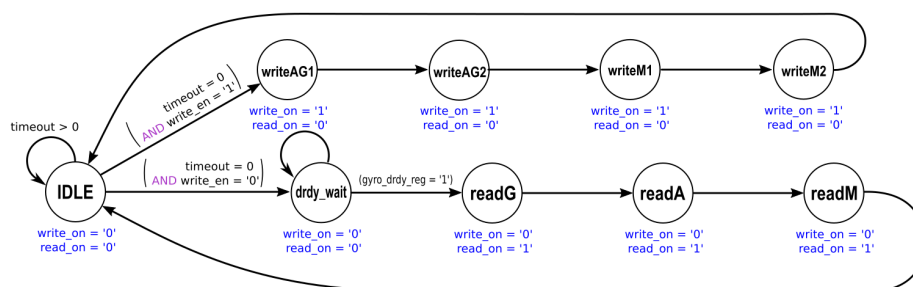 writeAG1
writeAG2
writeM1
writeM2
write_on = '1'
read_on = '0'
write_on = '1'
read_on = '0'
write_on = '1'
read_on = '0'
write_on = '1'
read_on = '0'
timeout = 0
(AND write_en = '1')
timeout > 0
IDLE
write_on = '0'
read_on = '0'
timeout = 0
(AND write_en = '0')
drdy_wait
write_on = '0'
read_on = '0'
(gyro_drdy_reg = '1')
readG
write_on = '0'
read_on = '1'
readA
write_on = '0'
read_on = '1'
readM
write_on = '0'
read_on = '1'